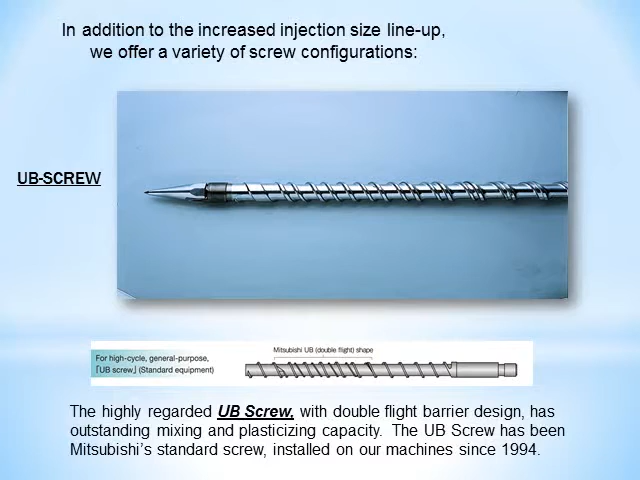 In addition to the increased injection size line-up,
we offer a variety of screw configurations:
UB-SCREW
Mitsubishi UB (double flight) shape
For high-cycle, general-purpose,
「UB screw」 (Standard equipment)
The highly regarded UB Screw, with double flight barrier design, has
outstanding mixing and plasticizing capacity. The UB Screw has been
Mitsubishi's standard screw, installed on our machines since 1994.